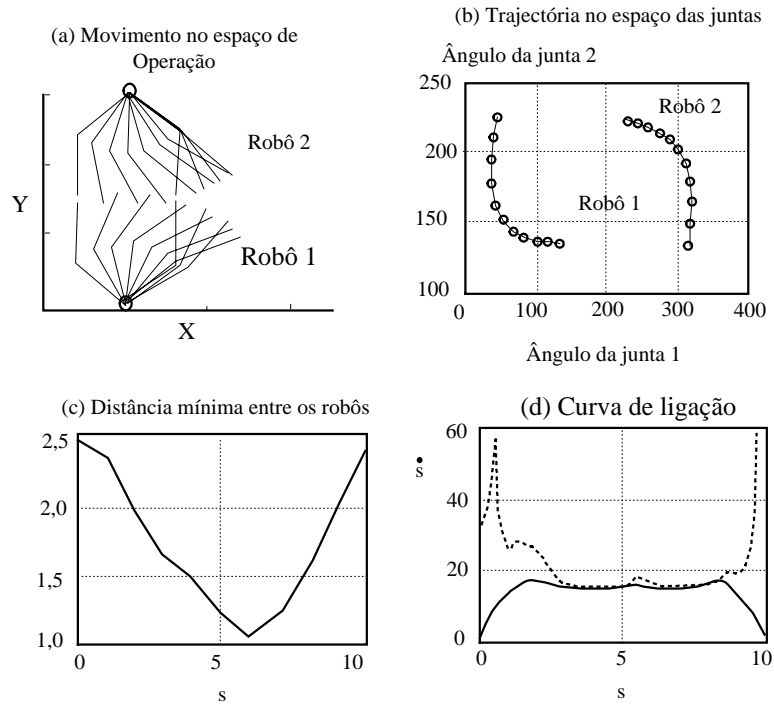 (a) Movimento no espaço de
Operação
Robô 2
Y
Robô 1
X
(b) Trajectória no espaço das juntas
Ângulo da junta 2
250
200
150
100
Robô 2
Robô 1
0
100
200
300
400
Ângulo da junta 1
(c) Distância mínima entre os robôs
2,5
2,0
1,5
1,0
0
5
10
s
(d) Curva de ligação
60
ṡ
40
20
0
0
5
10
s